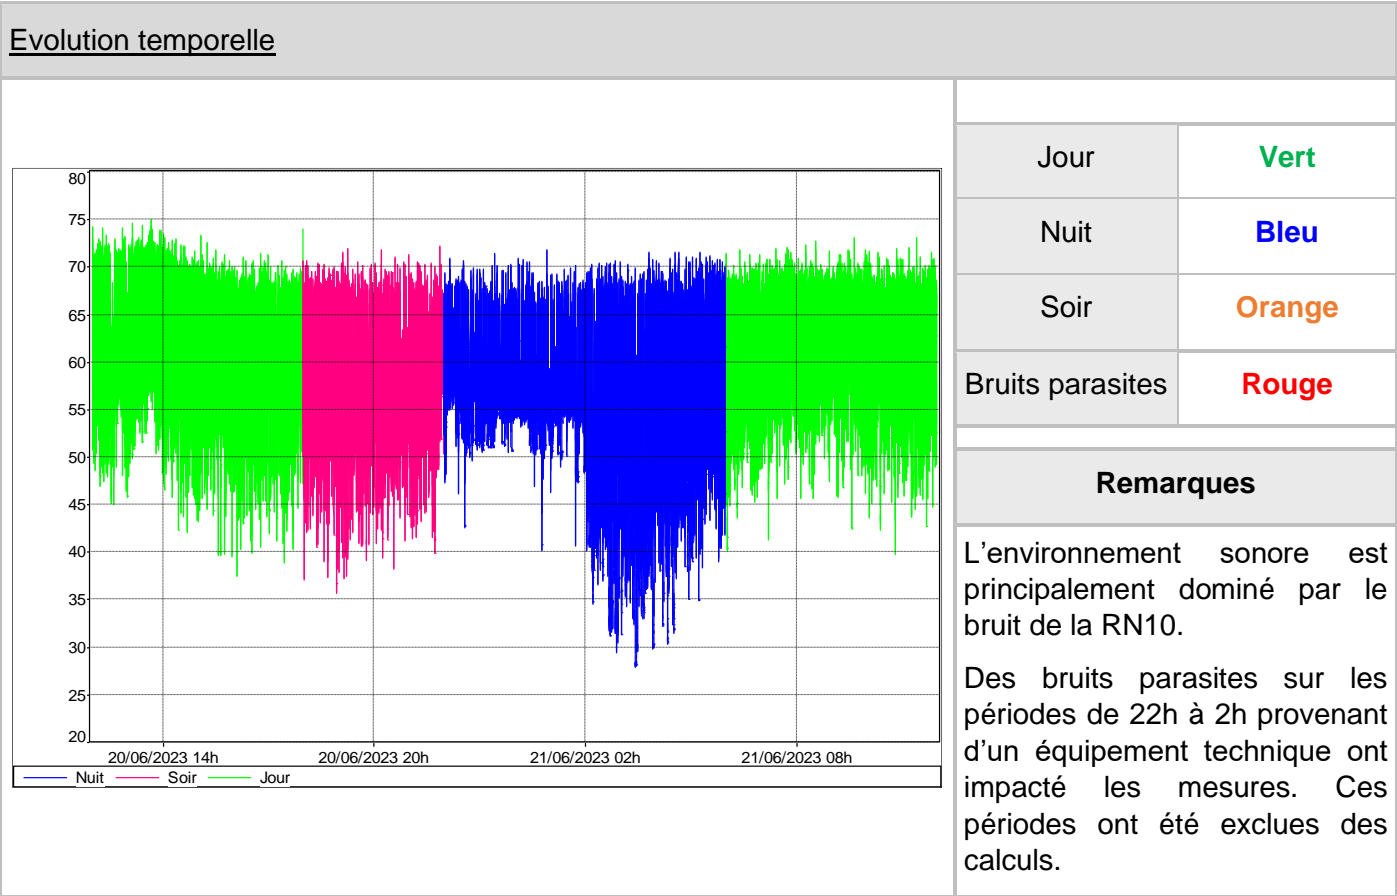 Evolution temporelle
80
75
70
65
60
55
50
45
40
35
30
25
20
20/06/2023 14h 20/06/2023 20h 21/06/2023 02h 21/06/2023 08h
Nuit Soir Jour
Jour Vert
Nuit Bleu
Soir Orange
Bruits parasites Rouge
Remarques
L’environnement sonore est
principalement dominé par le
bruit de la RN10.
Des bruits parasites sur les
périodes de 22h à 2h provenant
d’un équipement technique ont
impacté les mesures. Ces
périodes ont été exclues des
calculs.